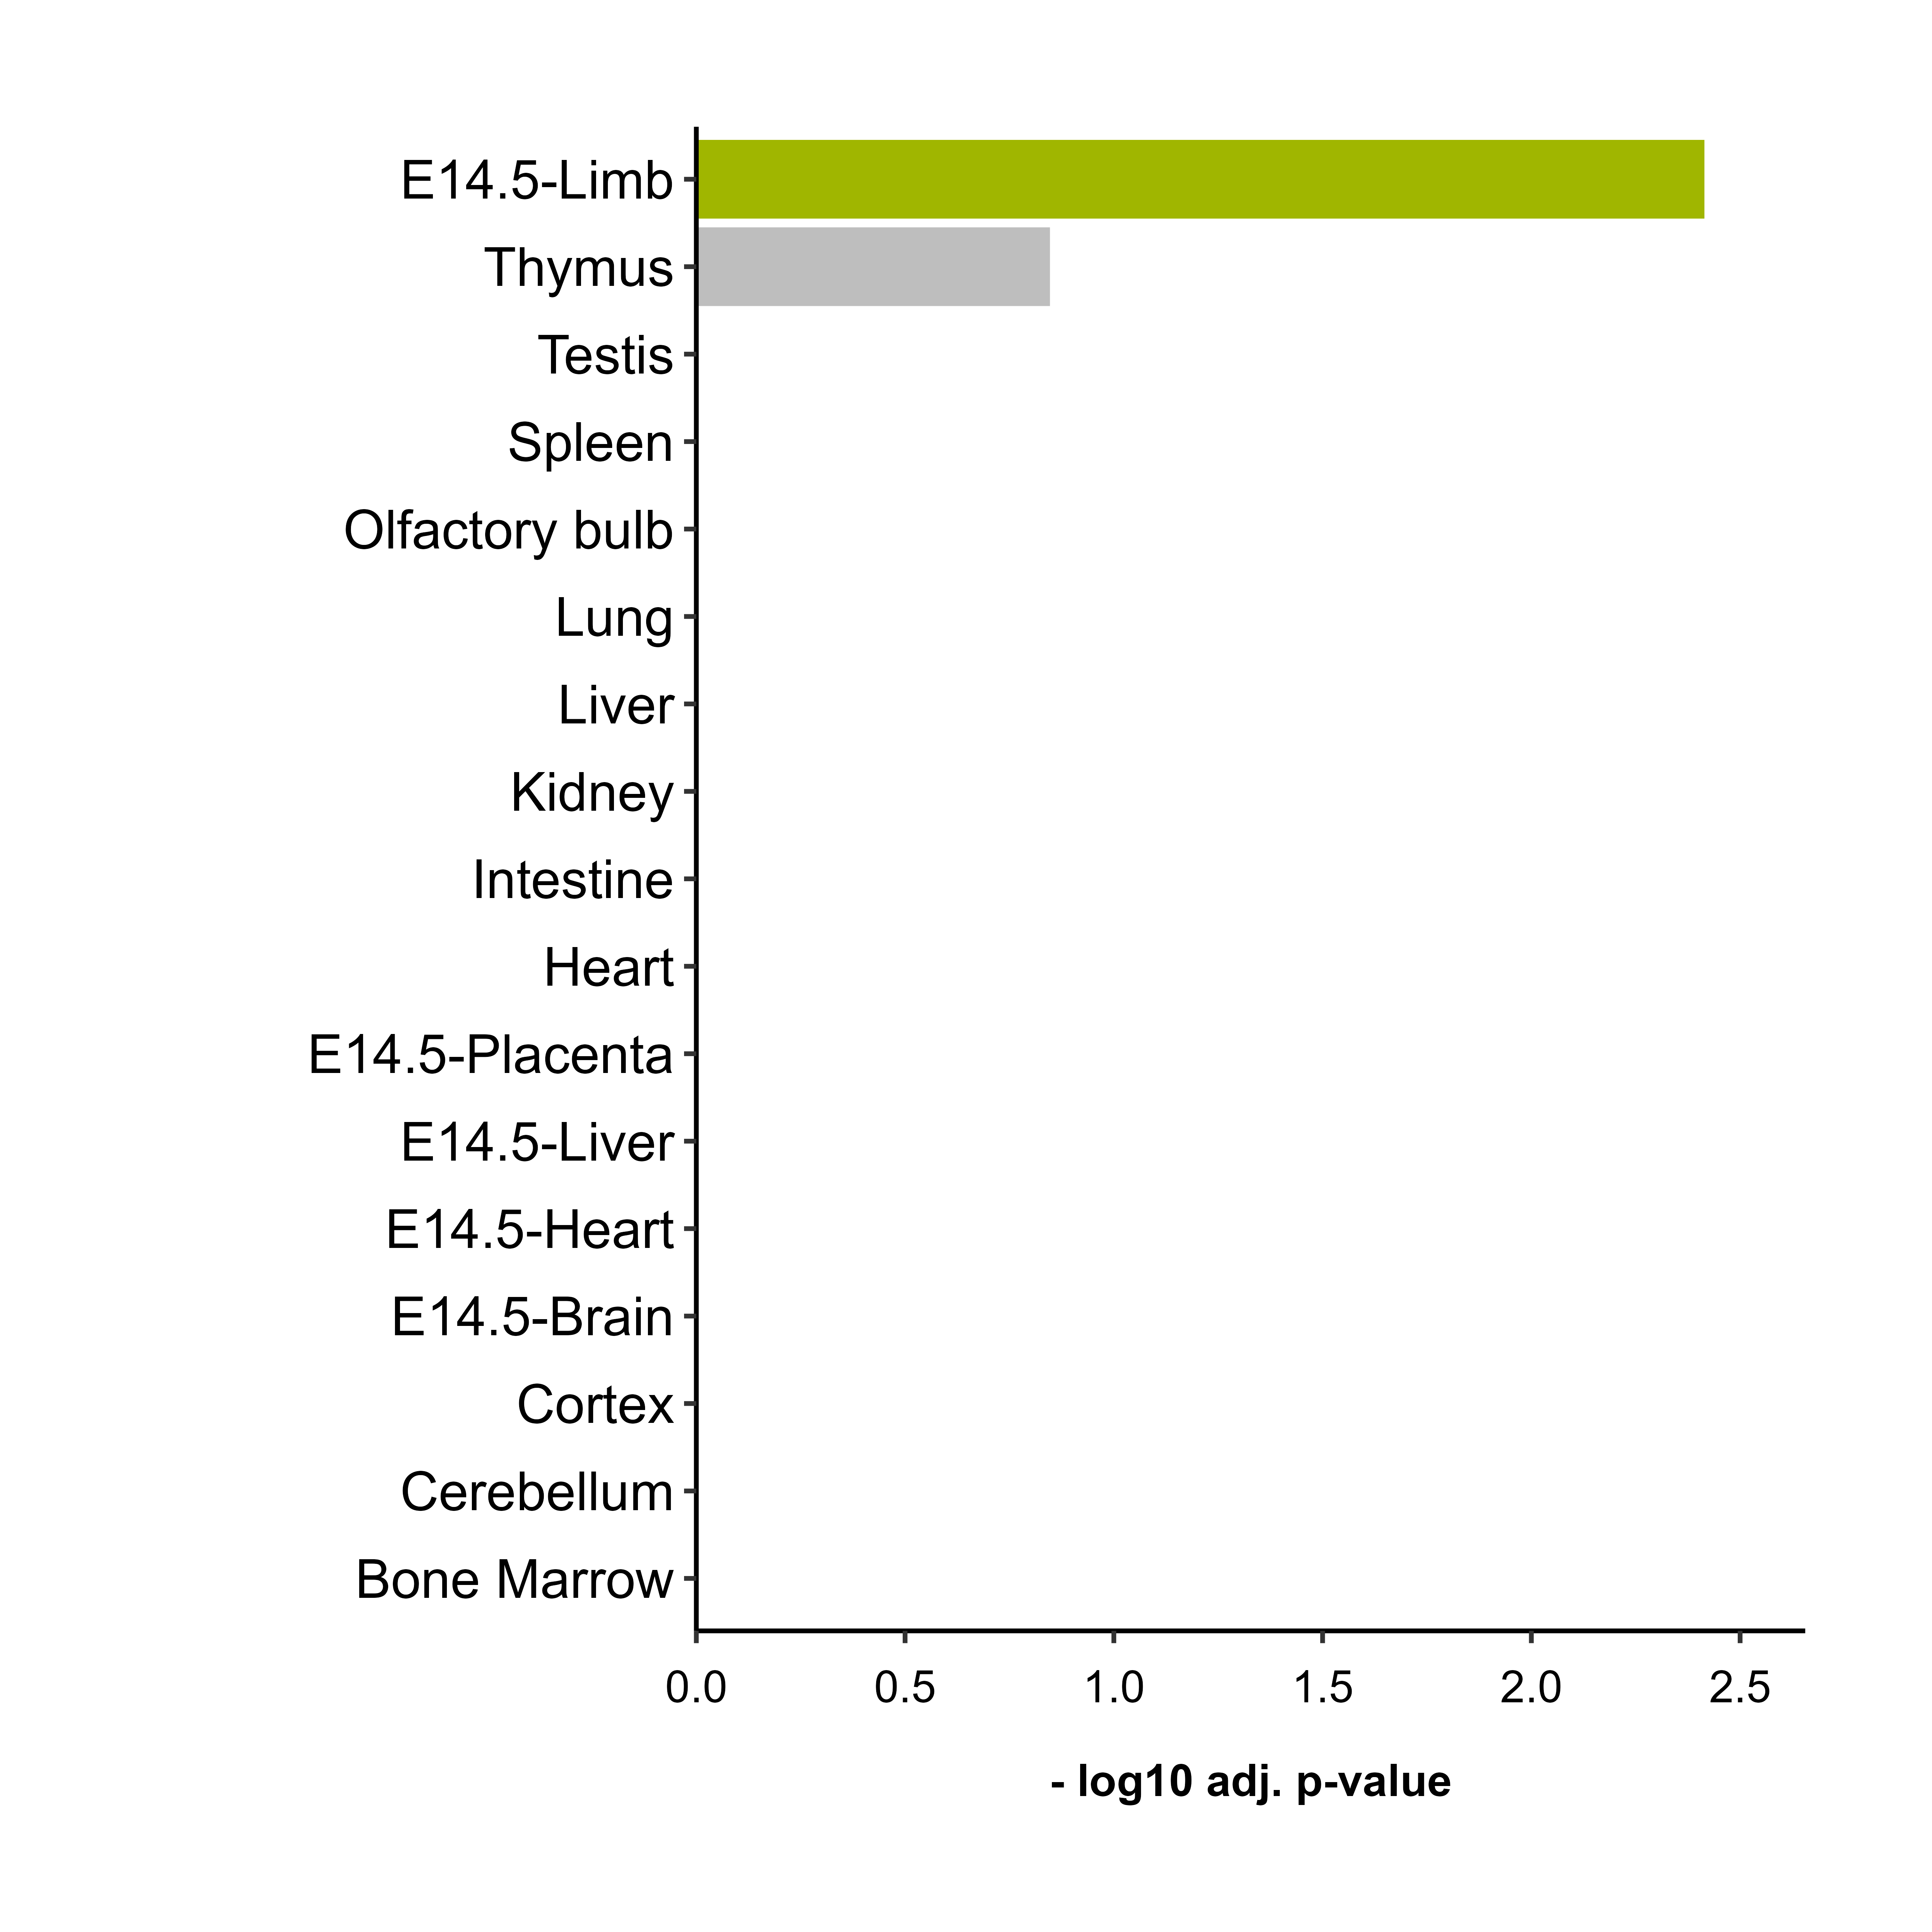 E14.5-Limb
Thymus
Testis
Spleen
Olfactory bulb
Lung
Liver
Kidney
Intestine
Heart
E14.5-Placenta
E14.5-Liver
E14.5-Heart
E14.5-Brain
Cortex
Cerebellum
Bone Marrow
0.0 0.5 1.0 1.5 2.0 2.5
- log10 adj. p-value